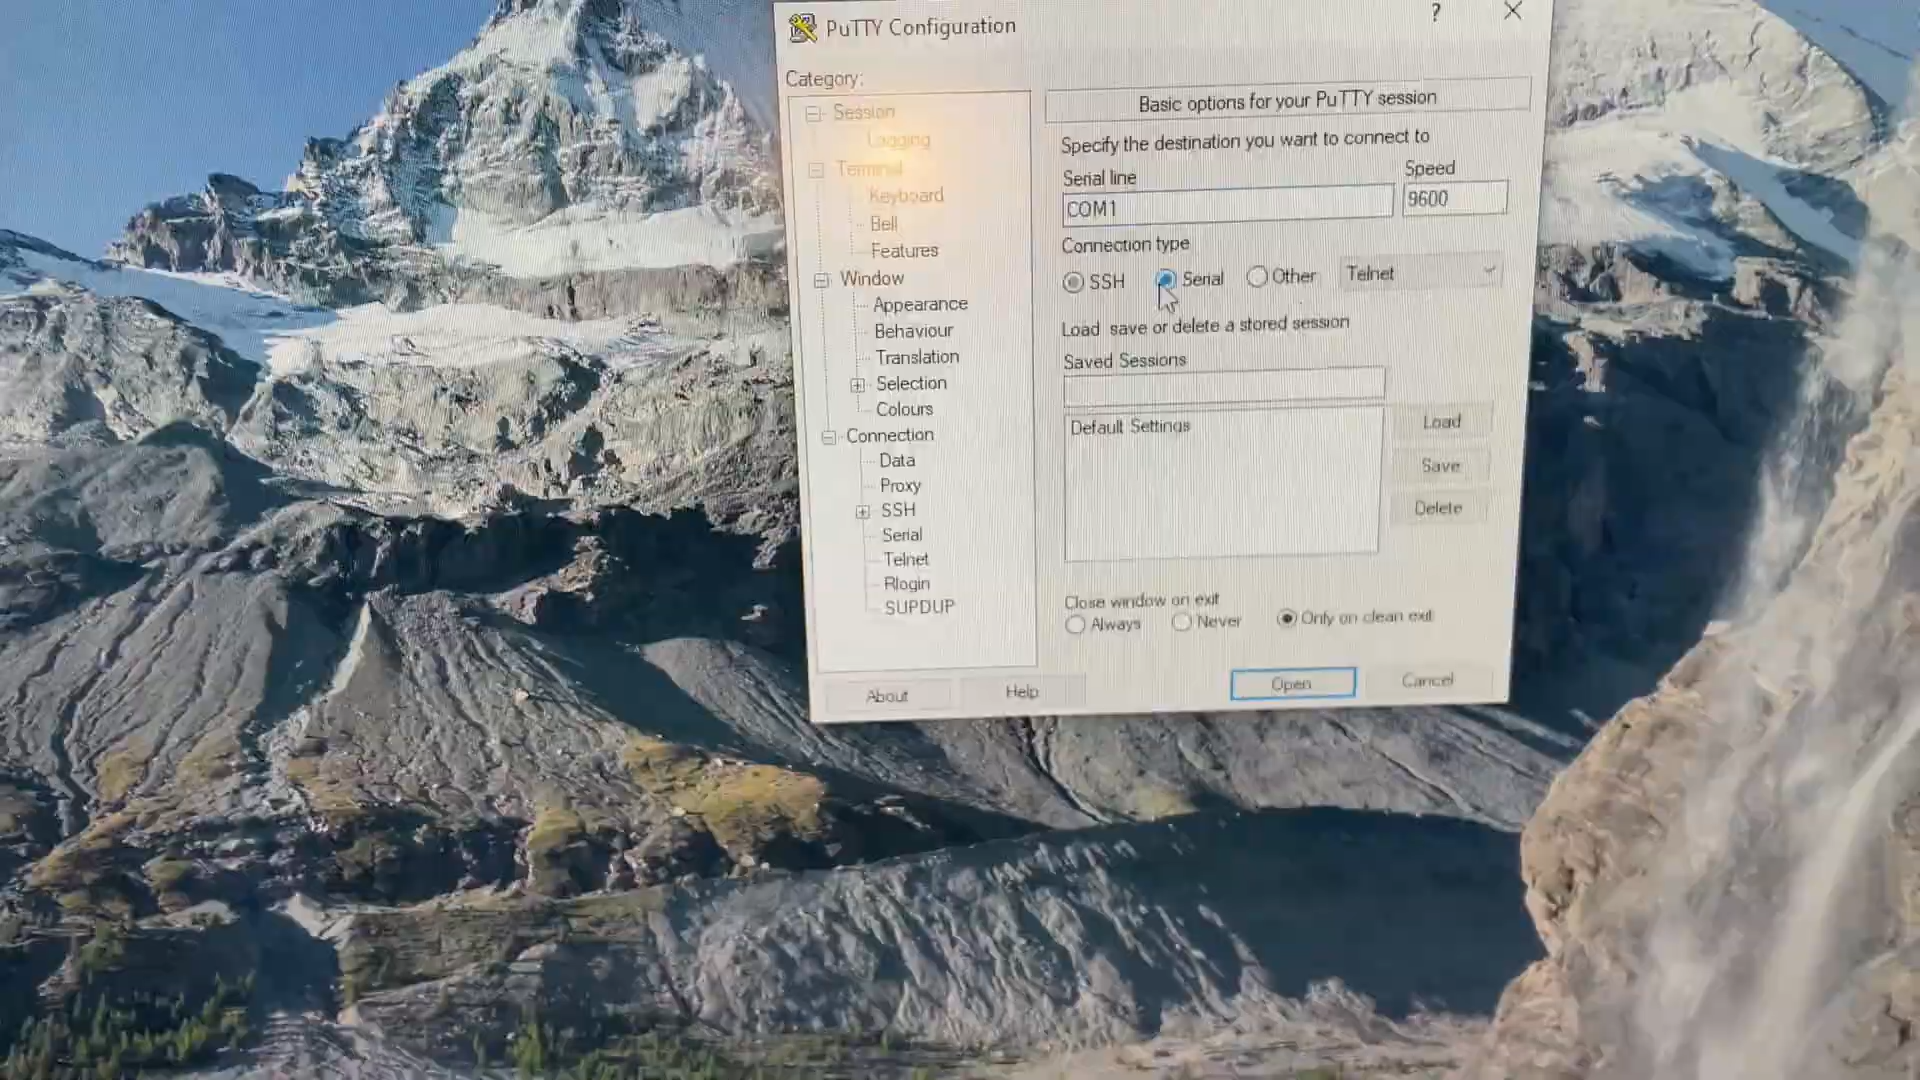 PuTTY Configuration
?
Category:
Session
Logging
Terminal
Keyboard
Bell
Features
Window
Appearance
Behaviour
Translation
Selection
Colours
Connection
Data
Proxy
SSH
Serial
Telnet
Rlogin
SUPDUP
Basic options for your PuTTY session
Specify the destination you want to connect to
Serial line
Speed
COM1
9600
Connection type
SSH
Serial
Other
Telnet
Load save or delete a stored session
Saved Sessions
Default Settings
Load
Save
Delete
Close window on exit
Always
Never
Only on clean exit
About
Help
Open
Cancel